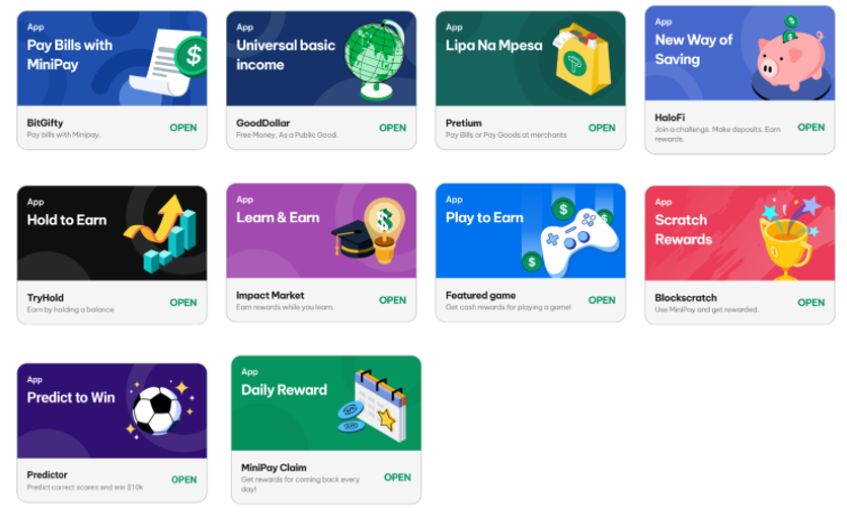 App
Pay Bills with
MiniPay
$
BitGifty
Pay bills with Minipay.
OPEN
App
Universal basic
income
GoodDollar
Free Money, As a Public Good.
OPEN
App
Lipa Na Mpesa
Pretium
Pay Bills or Pay Goods at merchants
OPEN
App
New Way of
Saving
$
$
HaloFi
Join a challenge. Make deposits. Earn
rewards.
OPEN
App
Hold to Earn
TryHold
Earn by holding a balance
OPEN
App
Learn & Earn
$
Impact Market
Earn rewards while you learn.
OPEN
App
Play to Earn
$
$
$
Featured game
Get cash rewards for playing a game!
OPEN
App
Scratch
Rewards
Blockscratch
Use MiniPay and get rewarded.
OPEN
App
Predict to Win
Predictor
Predict correct scores and win $10k
OPEN
App
Daily Reward
MiniPay Claim
Get rewards for coming back every
day!
OPEN